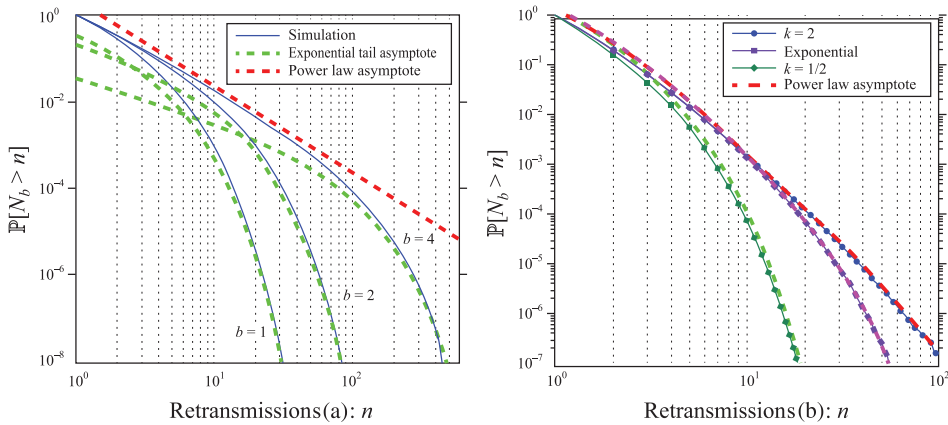 ℙ[N_b > n]
10^0
10^−2
10^−4
10^−6
10^−8
Simulation
Exponential tail asymptote
Power law asymptote
b = 4
b = 2
b = 1
10^0
10^1
10^2
Retransmissions(a): n
ℙ[N_b > n]
10^0
10^−1
10^−2
10^−3
10^−4
10^−5
10^−6
10^−7
k = 2
Exponential
k = 1/2
Power law asymptote
10^0
10^1
10^2
Retransmissions(b): n